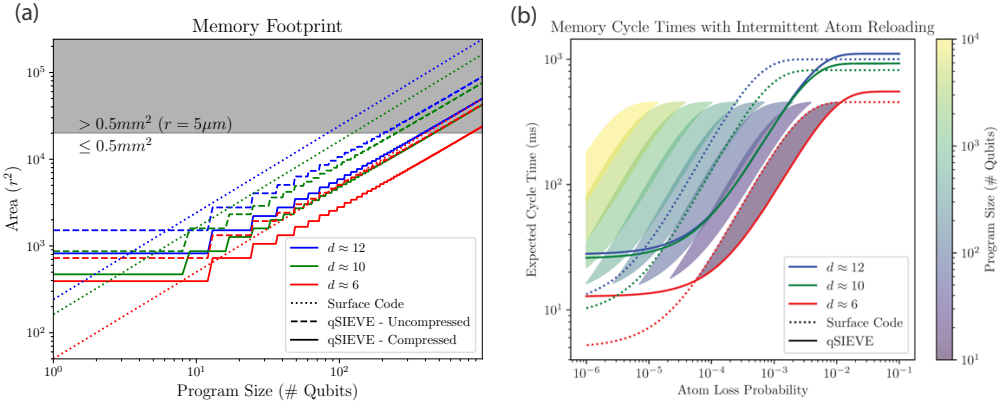 (a)
Memory Footprint
Area (r²)
10⁵
10⁴
10³
10²
> 0.5mm² (r = 5μm)
≤ 0.5mm²
d ≈ 12
d ≈ 10
d ≈ 6
Surface Code
qSIEVE - Uncompressed
qSIEVE - Compressed
10⁰
10¹
10²
Program Size (# Qubits)
(b)
Memory Cycle Times with Intermittent Atom Reloading
Expected Cycle Time (ms)
10³
10²
10¹
d ≈ 12
d ≈ 10
d ≈ 6
Surface Code
qSIEVE
10⁻⁶
10⁻⁵
10⁻⁴
10⁻³
10⁻²
10⁻¹
Atom Loss Probability
10⁴
10³
10²
10¹
Program Size (# Qubits)